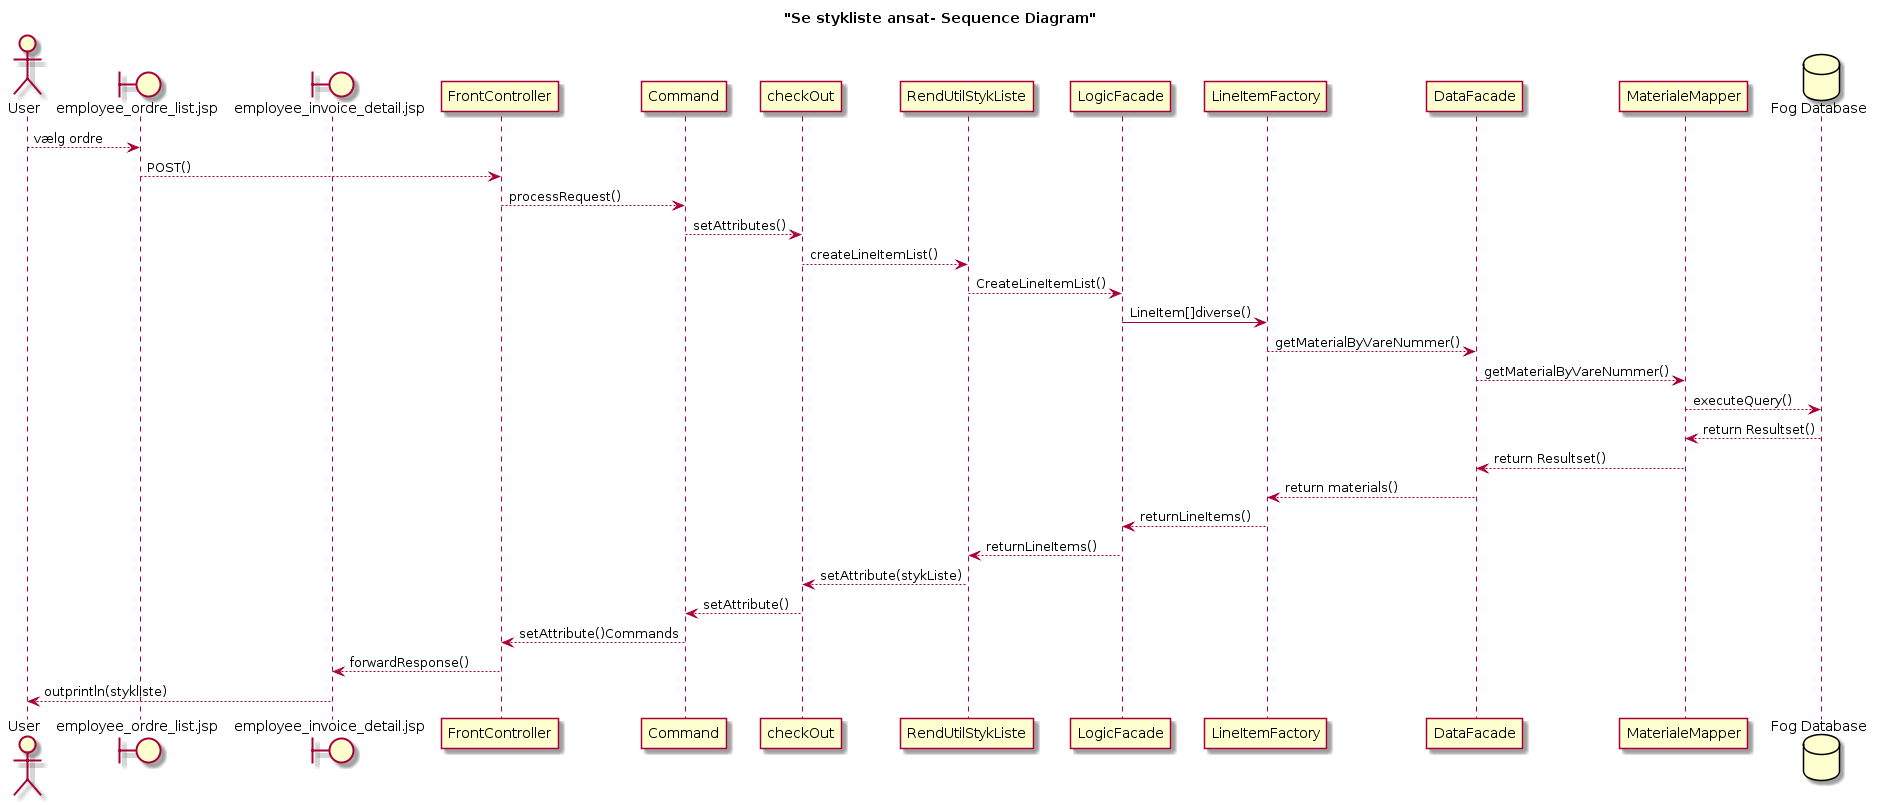 "Se stykliste ansat- Sequence Diagram"
User
employee_ordre_list.jsp
employee_invoice_detail.jsp
FrontController
Command
checkOut
RendUtilStykListe
LogicFacade
LineItemFactory
DataFacade
MaterialeMapper
Fog Database
vælg ordre
POST()
processRequest()
setAttributes()
createLineItemList()
CreateLineItemList()
LineItem[]diverse()
getMaterialByVareNummer()
getMaterialByVareNummer()
executeQuery()
return Resultset()
return Resultset()
return materials()
returnLineItems()
returnLineItems()
setAttribute(stykListe)
setAttribute()
setAttribute()Commands
forwardResponse()
outprintln(stykliste)
User
employee_ordre_list.jsp
employee_invoice_detail.jsp
FrontController
Command
checkOut
RendUtilStykListe
LogicFacade
LineItemFactory
DataFacade
MaterialeMapper
Fog Database